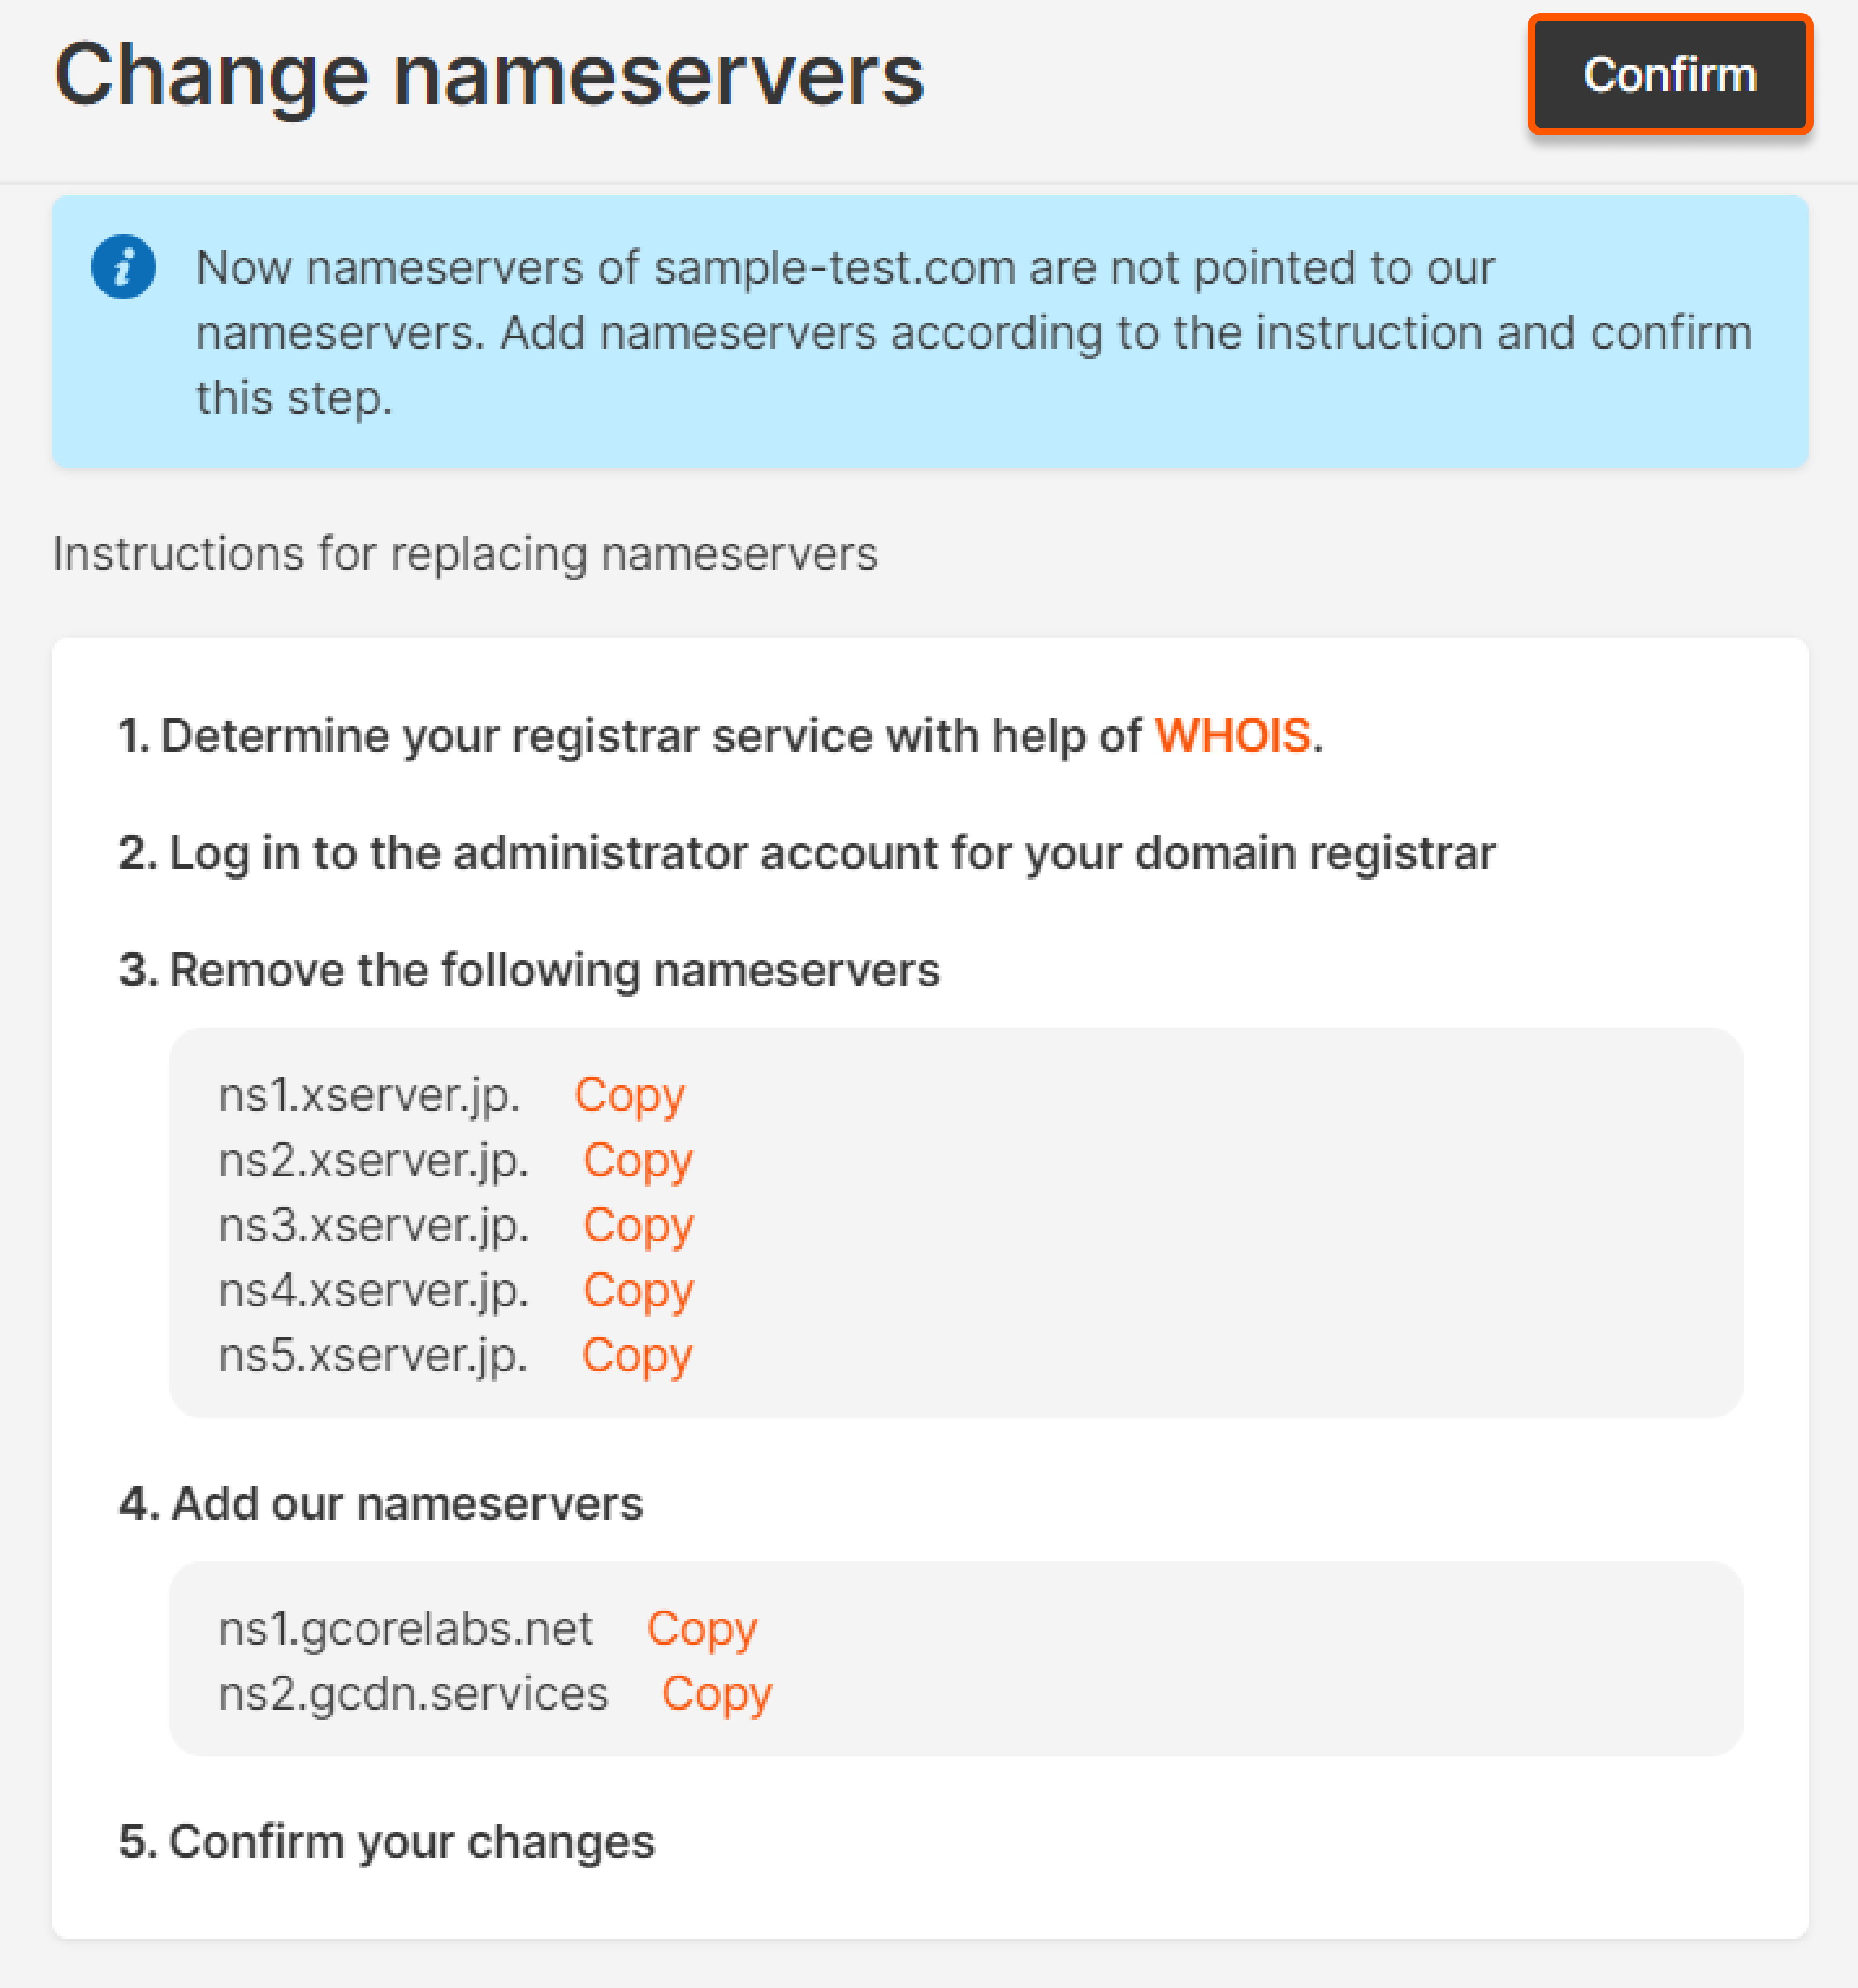 Change nameservers
Confirm
Now nameservers of sample-test.com are not pointed to our
nameservers. Add nameservers according to the instruction and confirm
this step.
Instructions for replacing nameservers
1. Determine your registrar service with help of WHOIS.
2. Log in to the administrator account for your domain registrar
3. Remove the following nameservers
ns1.xserver.jp. Copy
ns2.xserver.jp. Copy
ns3.xserver.jp. Copy
ns4.xserver.jp. Copy
ns5.xserver.jp. Copy
4. Add our nameservers
ns1.gcorelabs.net Copy
ns2.gcdn.services Copy
5. Confirm your changes